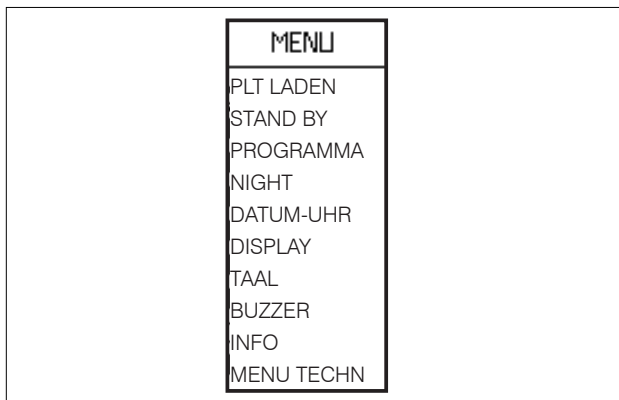 MENU
PLT LADEN
STAND BY
PROGRAMMA
NIGHT
DATUM-UHR
DISPLAY
TAAL
BUZZER
INFO
MENU TECHN